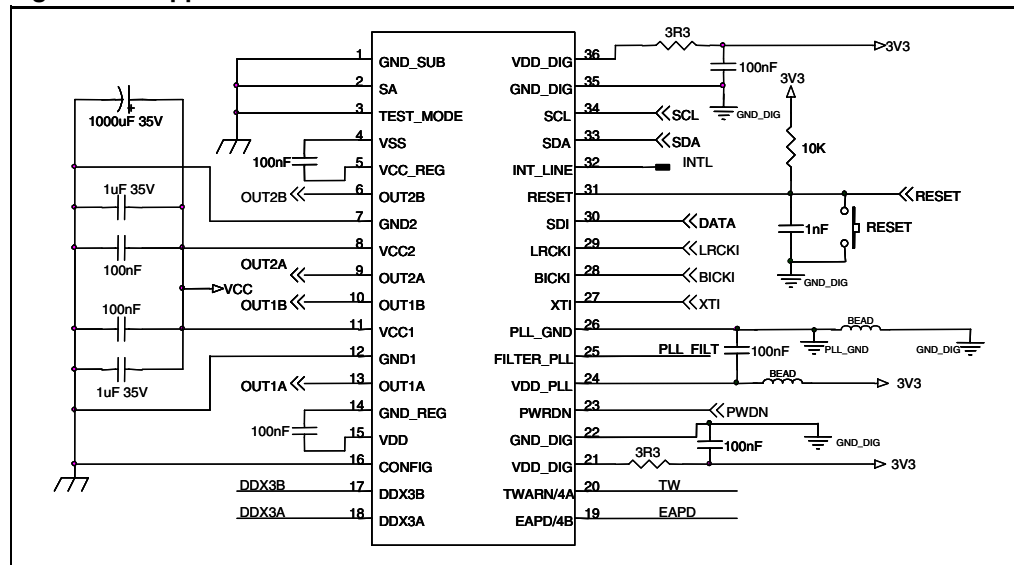 3R3
1 GND_SUB VDD_DIG 36 3V3
100nF
2 SA GND_DIG 35 3V3
1000uF 35V 3 TEST_MODE SCL 34 SCL GND_DIG
4 VSS SDA 33 SDA 10K
100nF 5 VCC_REG INT_LINE 32 INTL
1uF 35V OUT2B 6 OUT2B RESET 31 RESET
7 GND2 SDI 30 DATA 1nF RESET
100nF 8 VCC2 LRCKI 29 LRCKI
OUT2A 9 OUT2A BICKI 28 BICKI GND_DIG
VCC
100nF OUT1B 10 OUT1B XTI 27 XTI
11 VCC1 PLL_GND 26 BEAD
12 GND1 FILTER_PLL 25 PLL_FILT 100nF PLL_GND GND_DIG
1uF 35V OUT1A 13 OUT1A VDD_PLL 24 BEAD 3V3
14 GND_REG PWRDN 23 PWDN
100nF 15 VDD GND_DIG 22 100nF GND_DIG
16 CONFIG VDD_DIG 21 3R3 3V3
DDX3B 17 DDX3B TWARN/4A 20 TW
DDX3A 18 DDX3A EAPD/4B 19 EAPD